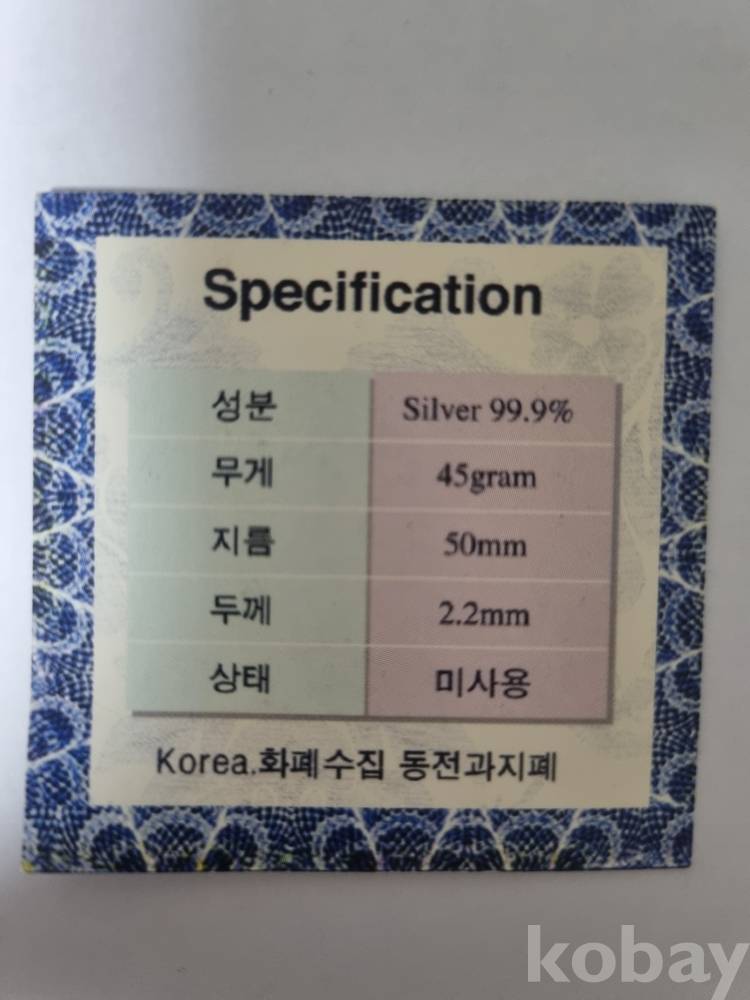 Specification
성분 Silver 99.9%
무게 45gram
지름 50mm
두께 2.2mm
상태 미사용
Korea.화폐수집 동전과지폐
kobay